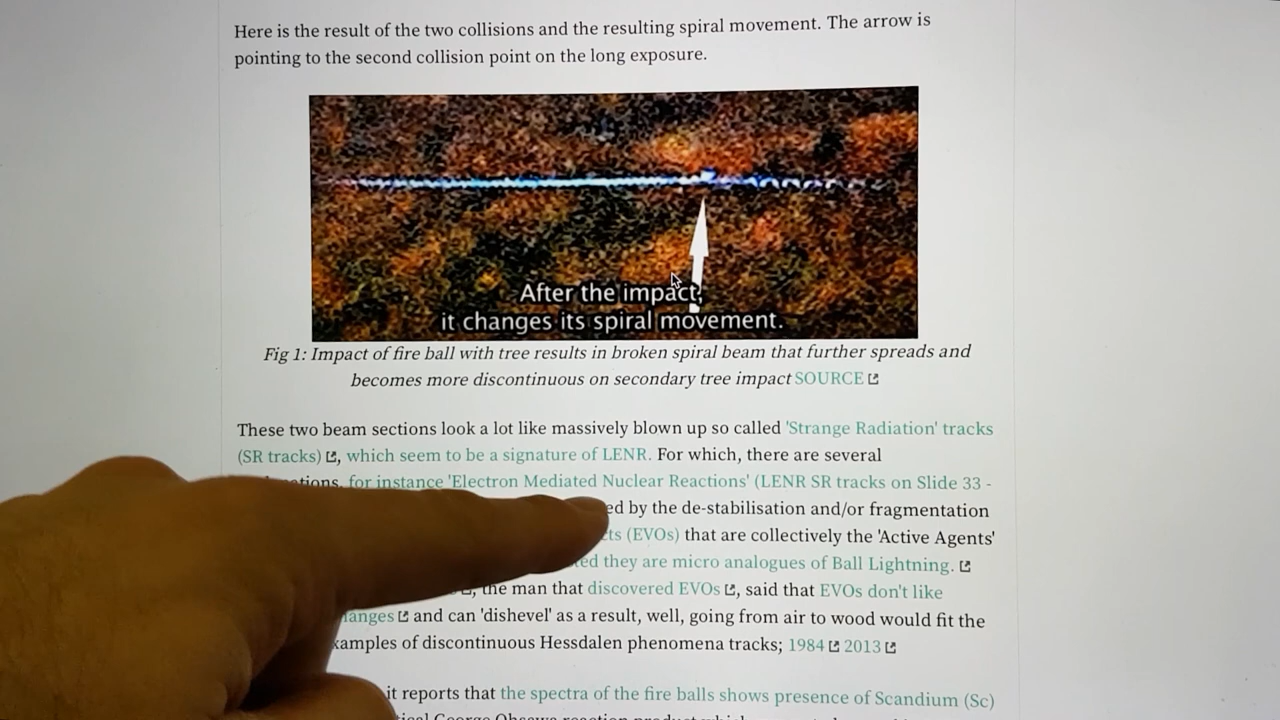 Here is the result of the two collisions and the resulting spiral movement. The arrow is
pointing to the second collision point on the long exposure.
After the impact,
it changes its spiral movement.
Fig 1: Impact of fire ball with tree results in broken spiral beam that further spreads and
becomes more discontinuous on secondary tree impact SOURCE
These two beam sections look a lot like massively blown up so called 'Strange Radiation' tracks
(SR tracks), which seem to be a signature of LENR. For which, there are several
for instance 'Electron Mediated Nuclear Reactions' (LENR SR tracks on Slide 33 -
by the de-stabilisation and/or fragmentation
(EVOs) that are collectively the 'Active Agents'
they are micro analogues of Ball Lightning.
the man that discovered EVOs, said that EVOs don't like
and can 'dishevel' as a result, well, going from air to wood would fit the
of discontinuous Hessdalen phenomena tracks; 1984 2013
it reports that the spectra of the fire balls shows presence of Scandium (Sc)